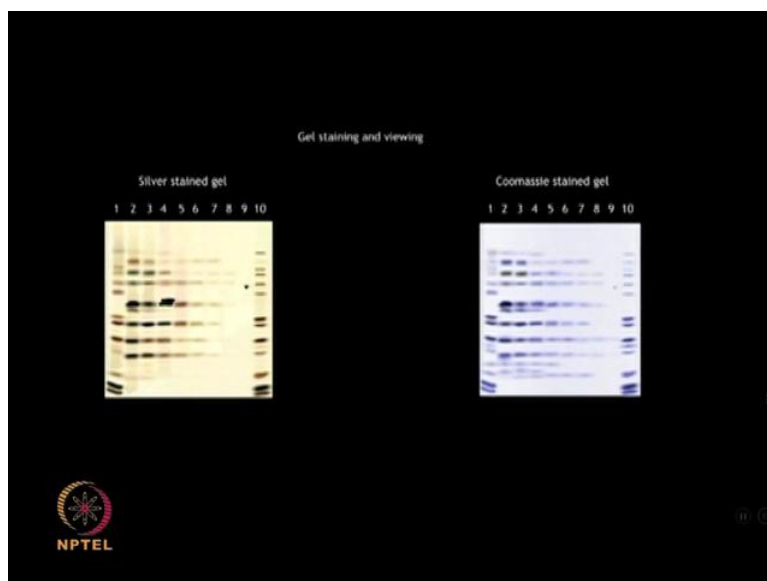 Gel staining and viewing
Silver stained gel
1 2 3 4 5 6 7 8 9 10
Coomassie stained gel
1 2 3 4 5 6 7 8 9 10
NPTEL